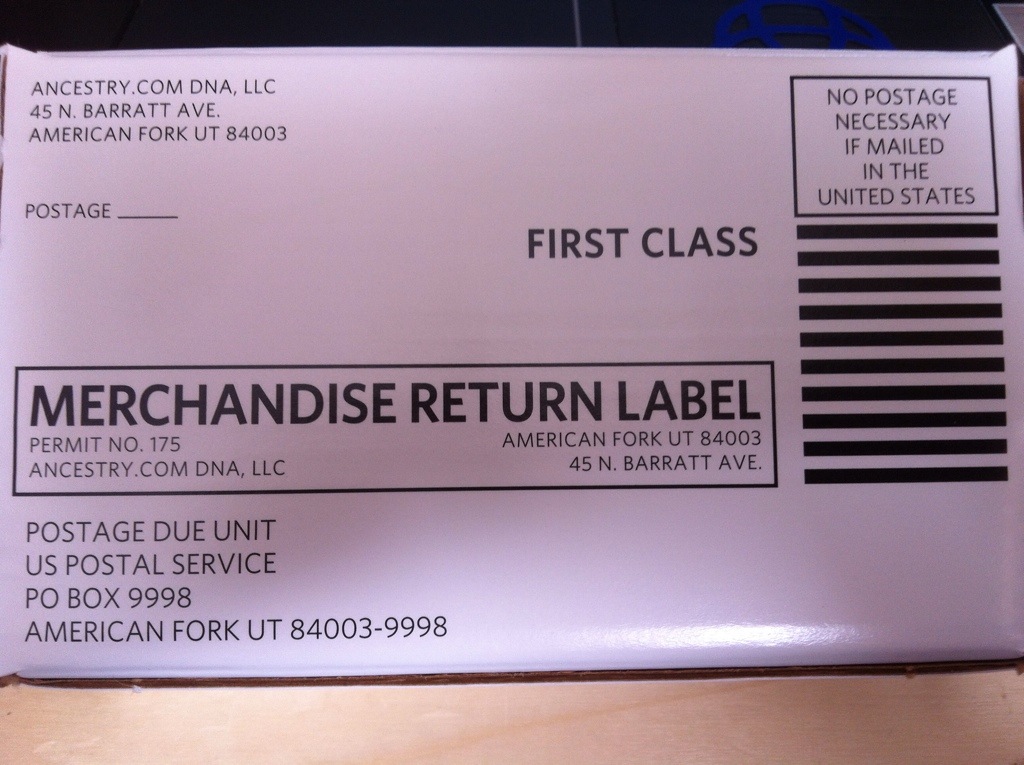 ANCESTRY.COM DNA, LLC
45 N. BARRATT AVE.
AMERICAN FORK UT 84003
NO POSTAGE
NECESSARY
IF MAILED
IN THE
UNITED STATES
POSTAGE ______
FIRST CLASS
MERCHANDISE RETURN LABEL
PERMIT NO. 175
ANCESTRY.COM DNA, LLC
AMERICAN FORK UT 84003
45 N. BARRATT AVE.
POSTAGE DUE UNIT
US POSTAL SERVICE
PO BOX 9998
AMERICAN FORK UT 84003-9998